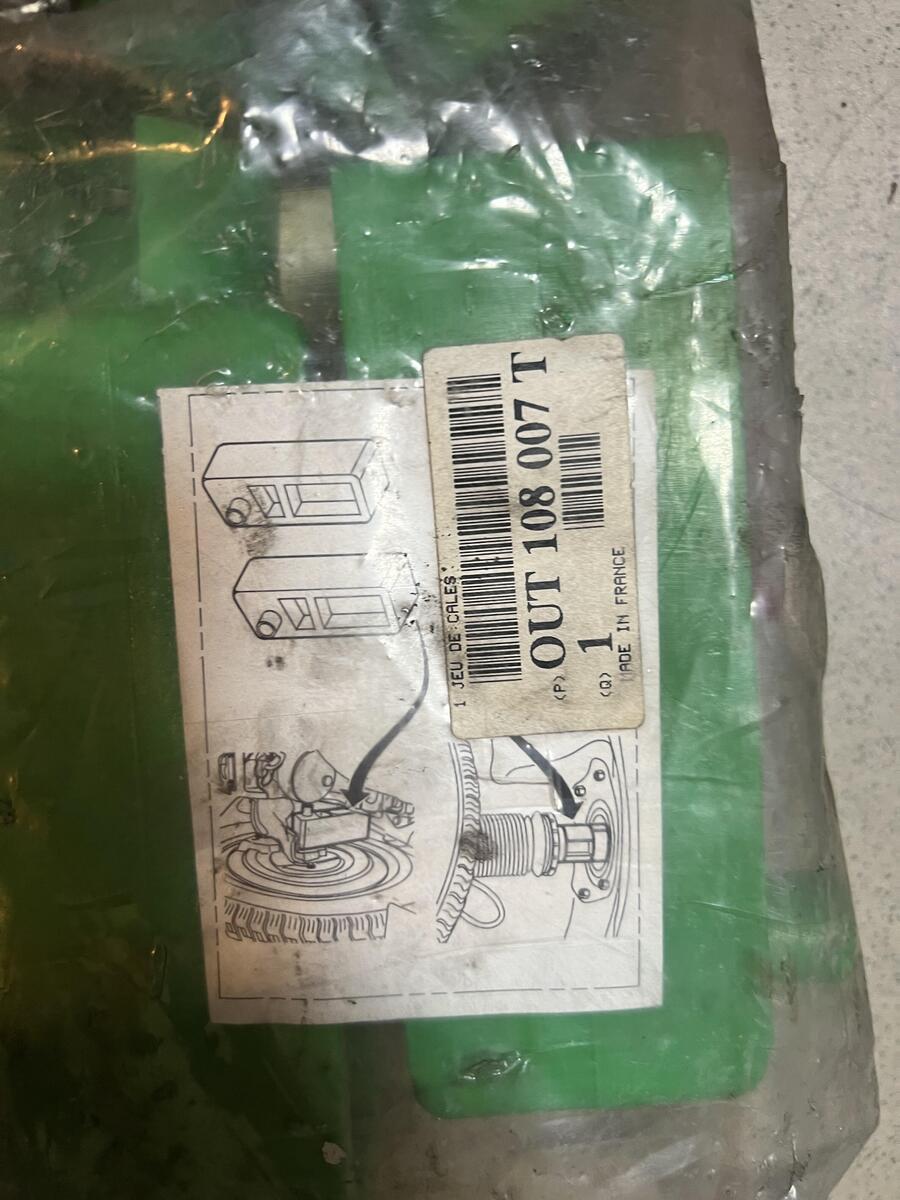 1 JEU DE CALES
(P) OUT 108 007 T
(Q) 1
MADE IN FRANCE